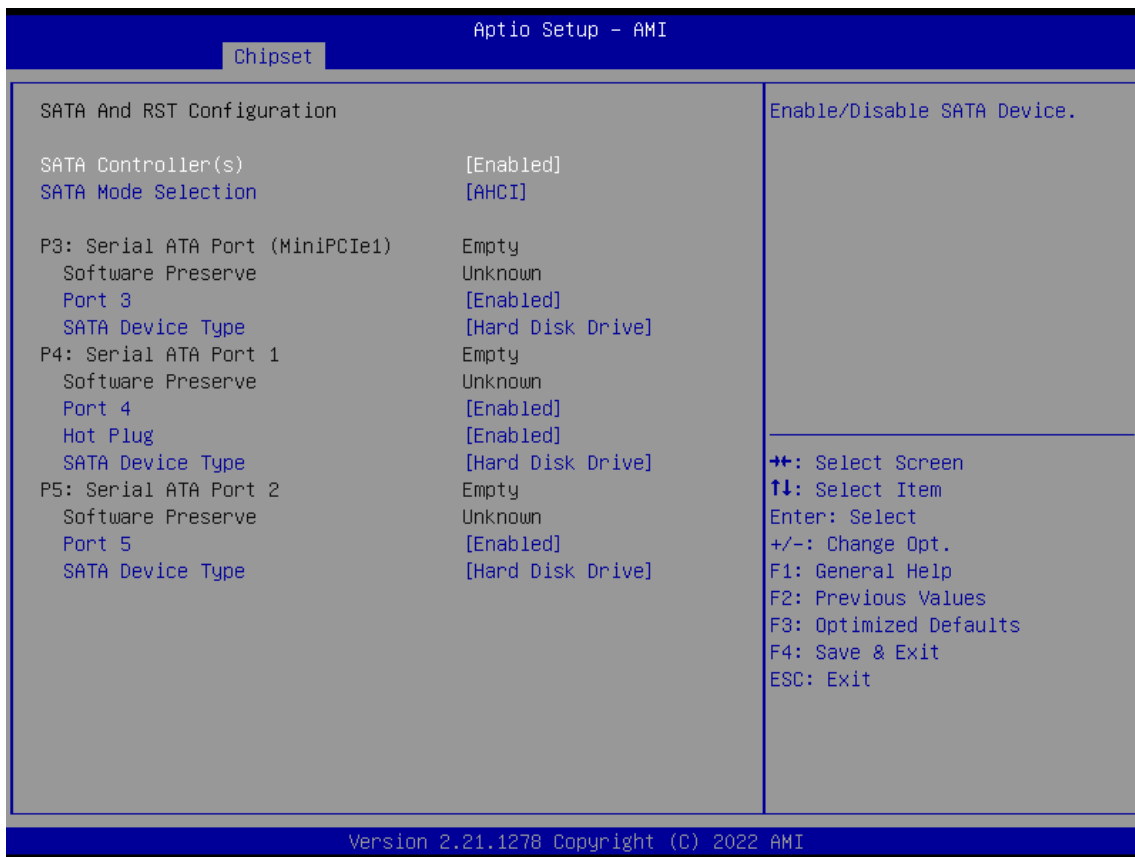 Aptio Setup – AMI
Chipset
SATA And RST Configuration
SATA Controller(s) [Enabled]
SATA Mode Selection [AHCI]
P3: Serial ATA Port (MiniPCIe1) Empty
Software Preserve Unknown
Port 3 [Enabled]
SATA Device Type [Hard Disk Drive]
P4: Serial ATA Port 1 Empty
Software Preserve Unknown
Port 4 [Enabled]
Hot Plug [Enabled]
SATA Device Type [Hard Disk Drive]
P5: Serial ATA Port 2 Empty
Software Preserve Unknown
Port 5 [Enabled]
SATA Device Type [Hard Disk Drive]
Enable/Disable SATA Device.
→←: Select Screen
↑↓: Select Item
Enter: Select
+/-: Change Opt.
F1: General Help
F2: Previous Values
F3: Optimized Defaults
F4: Save & Exit
ESC: Exit
Version 2.21.1278 Copyright (C) 2022 AMI